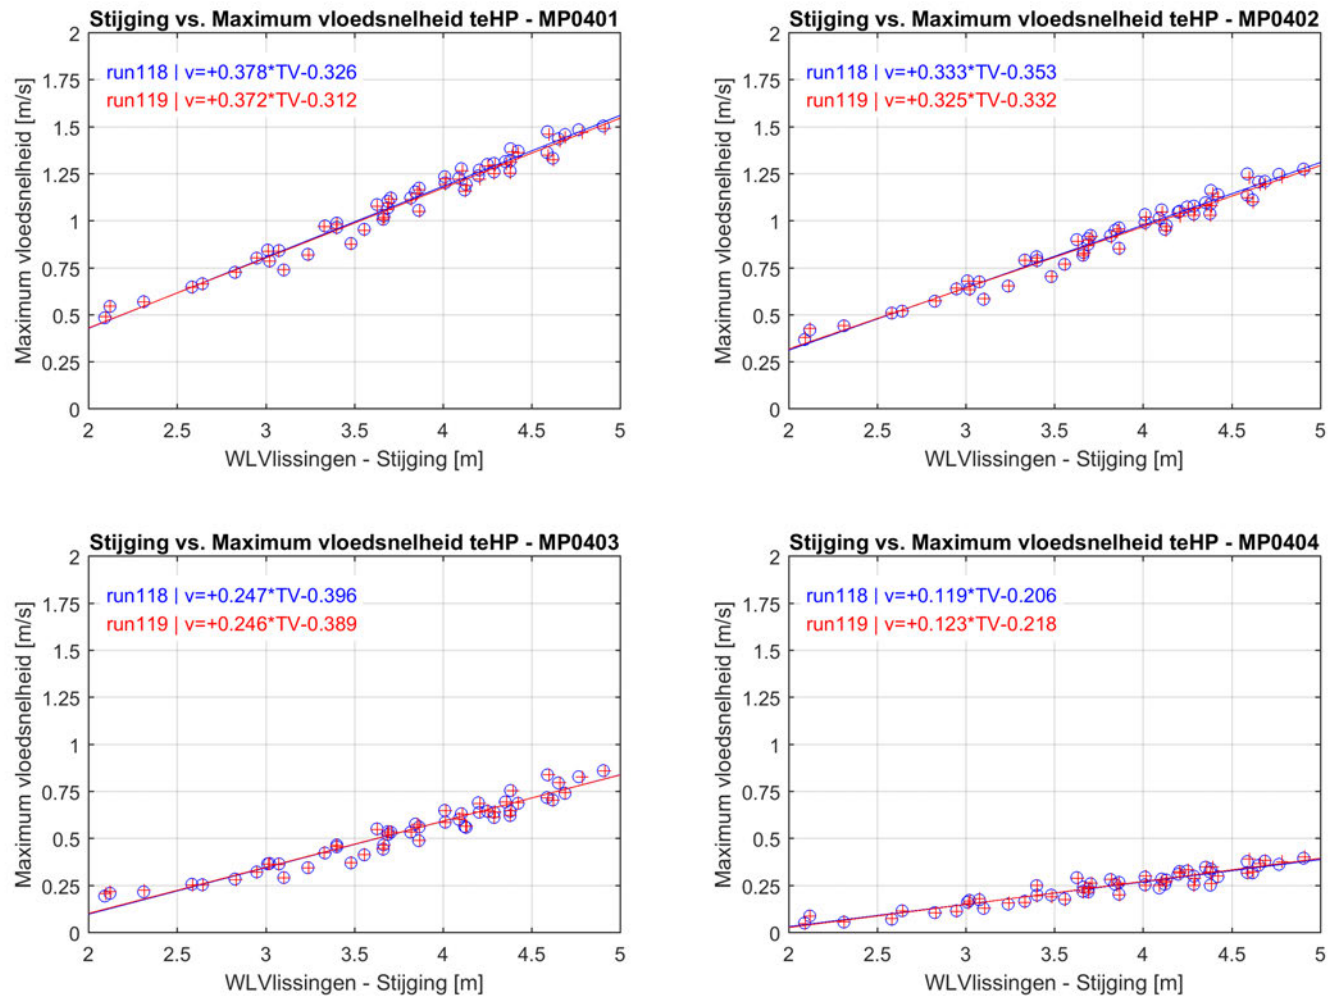 Stijging vs. Maximum vloedsnelheid teHP - MP0401
2
1.75
1.5
1.25
1
0.75
0.5
0.25
0
Maximum vloedsnelheid [m/s]
run118 | v=+0.378*TV-0.326
run119 | v=+0.372*TV-0.312
2 2.5 3 3.5 4 4.5 5
WLVlissingen - Stijging [m]
Stijging vs. Maximum vloedsnelheid teHP - MP0402
2
1.75
1.5
1.25
1
0.75
0.5
0.25
0
Maximum vloedsnelheid [m/s]
run118 | v=+0.333*TV-0.353
run119 | v=+0.325*TV-0.332
2 2.5 3 3.5 4 4.5 5
WLVlissingen - Stijging [m]
Stijging vs. Maximum vloedsnelheid teHP - MP0403
2
1.75
1.5
1.25
1
0.75
0.5
0.25
0
Maximum vloedsnelheid [m/s]
run118 | v=+0.247*TV-0.396
run119 | v=+0.246*TV-0.389
2 2.5 3 3.5 4 4.5 5
WLVlissingen - Stijging [m]
Stijging vs. Maximum vloedsnelheid teHP - MP0404
2
1.75
1.5
1.25
1
0.75
0.5
0.25
0
Maximum vloedsnelheid [m/s]
run118 | v=+0.119*TV-0.206
run119 | v=+0.123*TV-0.218
2 2.5 3 3.5 4 4.5 5
WLVlissingen - Stijging [m]